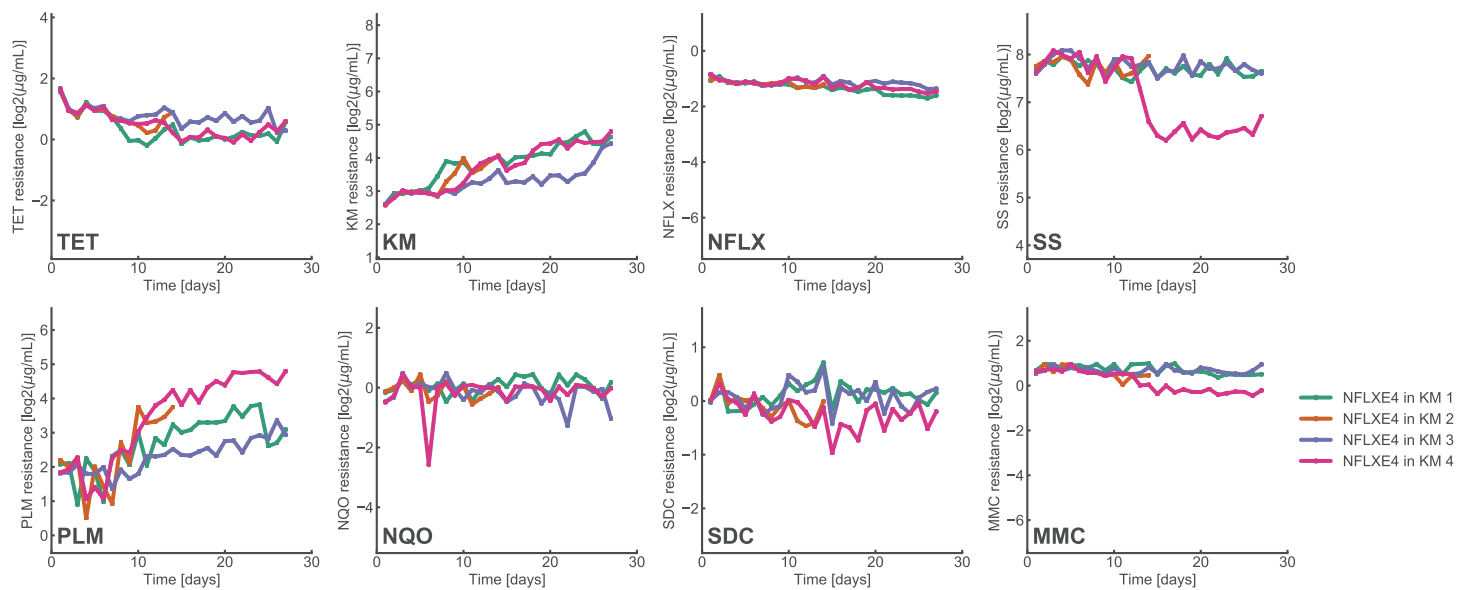 TET resistance [log2(µg/mL)]
4
2
0
−2
TET
0
10
20
30
Time [days]
KM resistance [log2(µg/mL)]
8
7
6
5
4
3
2
1
KM
0
10
20
30
Time [days]
NFLX resistance [log2(µg/mL)]
0
−2
−4
−6
NFLX
0
10
20
30
Time [days]
SS resistance [log2(µg/mL)]
8
7
6
5
4
SS
0
10
20
30
Time [days]
PLM resistance [log2(µg/mL)]
6
5
4
3
2
1
0
PLM
0
10
20
30
Time [days]
NQO resistance [log2(µg/mL)]
2
0
−2
−4
NQO
0
10
20
30
Time [days]
SDC resistance [log2(µg/mL)]
1
0
−1
−2
SDC
0
10
20
30
Time [days]
MMC resistance [log2(µg/mL)]
2
0
−2
−4
−6
MMC
0
10
20
30
Time [days]
NFLXE4 in KM 1
NFLXE4 in KM 2
NFLXE4 in KM 3
NFLXE4 in KM 4